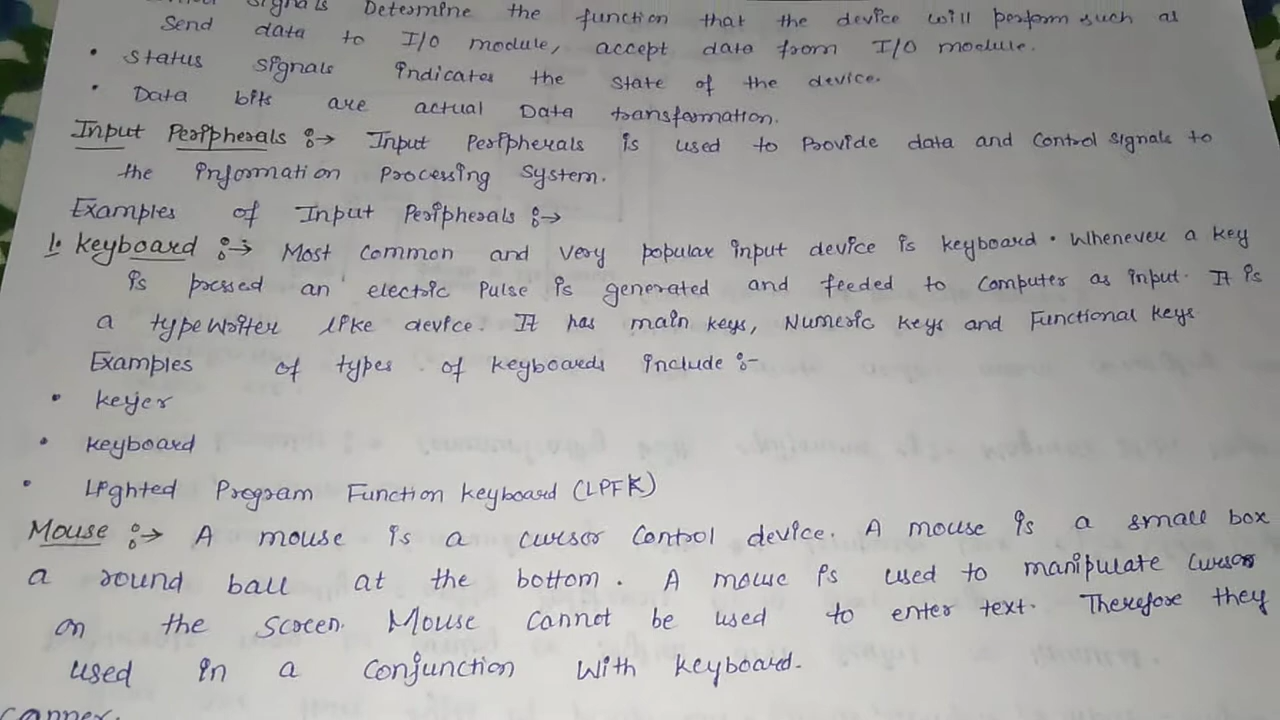 signals Determine the function that the device will perform such as
Send data to I/O module, accept data from I/O module.
• Status signals indicates the state of the device.
• Data bits are actual Data transformation.
Input Peripherals :→ Input Peripherals is used to Provide data and Control signals to
the information Processing System.
Examples of Input Peripherals :→
1. Keyboard :→ Most Common and very popular input device is keyboard. Whenever a key
is pressed an electric Pulse is generated and feeded to Computer as input. It is
a typewriter like device. It has main keys, Numeric keys and Functional keys
Examples of types of keyboards include :-
• keyer
• keyboard
• Lighted Program Function keyboard (LPFK)
Mouse :→ A mouse is a cursor Control device. A mouse is a small box
a round ball at the bottom. A mouse is used to manipulate Cursor
on the Screen. Mouse Cannot be used to enter text. Therefore they
used in a Conjunction With keyboard.